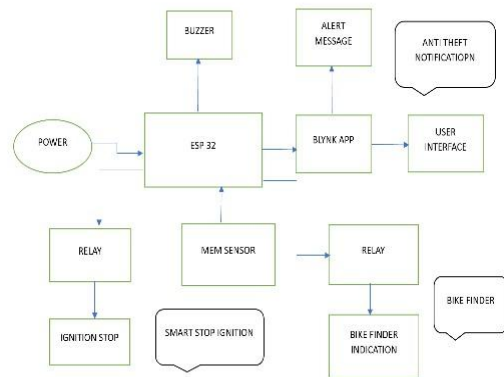 BUZZER
ALERT
MESSAGE
ANTI THEFT
NOTIFICATIOPN
POWER
ESP 32
BLYNK APP
USER
INTERFACE
RELAY
MEM SENSOR
RELAY
IGNITION STOP
SMART STOP IGNITION
BIKE FINDER
INDICATION
BIKE FINDER